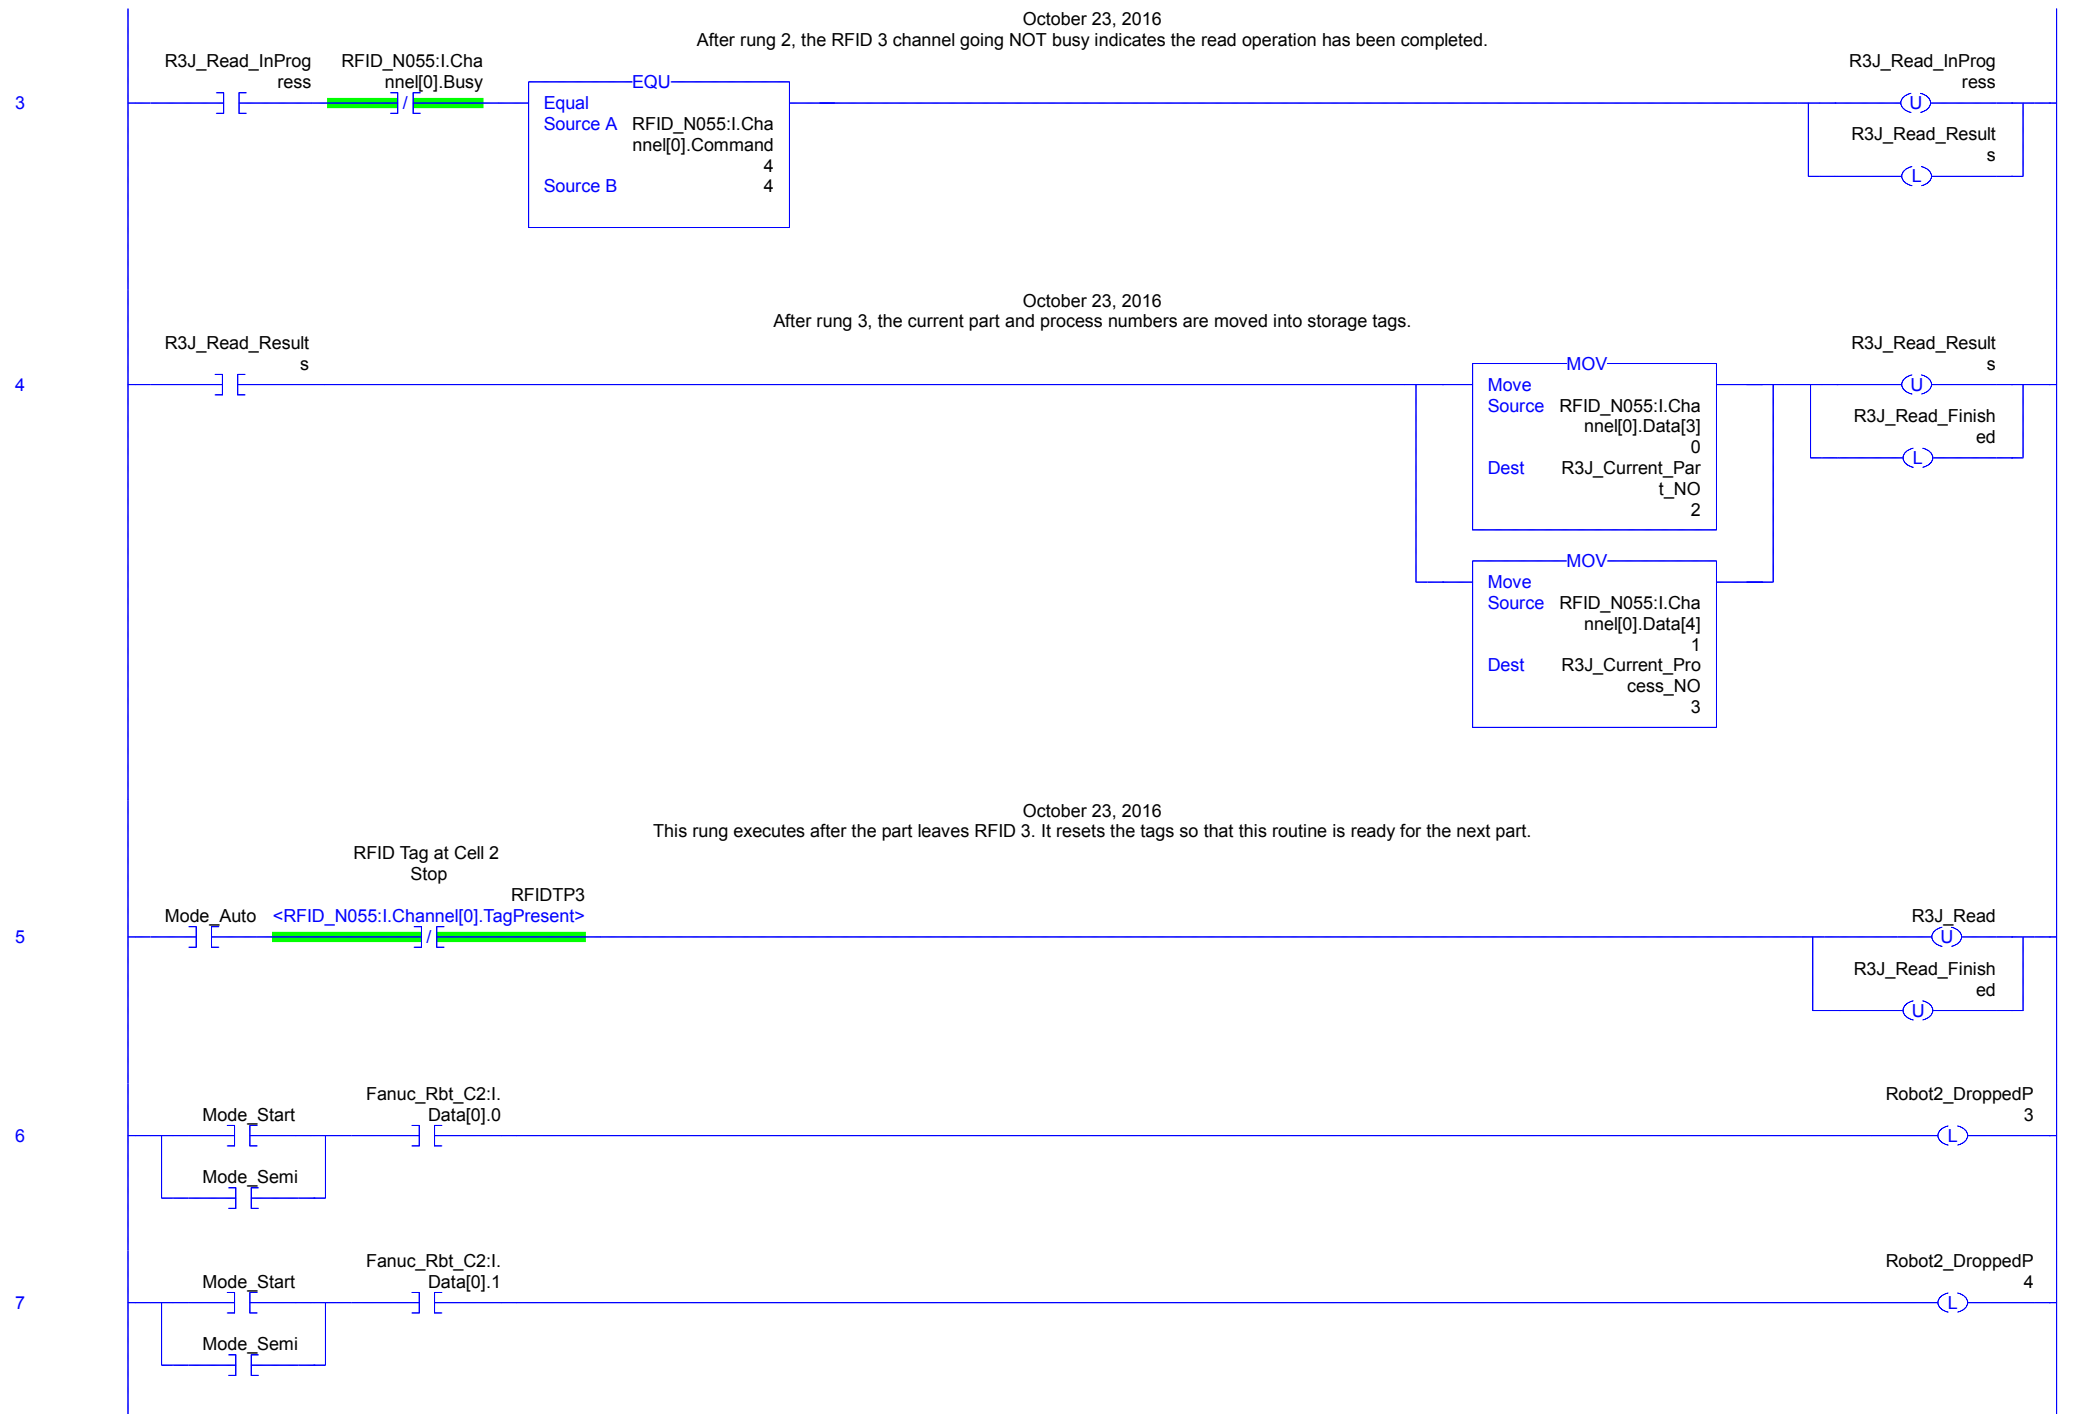 October 23, 2016
After rung 2, the RFID 3 channel going NOT busy indicates the read operation has been completed.
R3J_Read_InProg
ress
RFID_N055:I.Cha
nnel[0].Busy
R3J_Read_InProg
ress
3
EQU
Equal
Source A RFID_N055:I.Cha
nnel[0].Command
4
Source B 4
U
R3J_Read_Result
s
L
October 23, 2016
After rung 3, the current part and process numbers are moved into storage tags.
R3J_Read_Result
s
R3J_Read_Result
s
4
MOV
Move
Source RFID_N055:I.Cha
nnel[0].Data[3]
0
Dest R3J_Current_Par
t_NO
2
U
R3J_Read_Finish
ed
L
MOV
Move
Source RFID_N055:I.Cha
nnel[0].Data[4]
1
Dest R3J_Current_Pro
cess_NO
3
October 23, 2016
This rung executes after the part leaves RFID 3. It resets the tags so that this routine is ready for the next part.
RFID Tag at Cell 2
Stop
RFIDTP3
Mode_Auto <RFID_N055:I.Channel[0].TagPresent>
R3J_Read
5
/
U
R3J_Read_Finish
ed
U
Fanuc_Rbt_C2:I.
Data[0].0
Mode_Start
Robot2_DroppedP
3
6
L
Mode_Semi
Fanuc_Rbt_C2:I.
Data[0].1
Mode_Start
Robot2_DroppedP
4
7
L
Mode_Semi